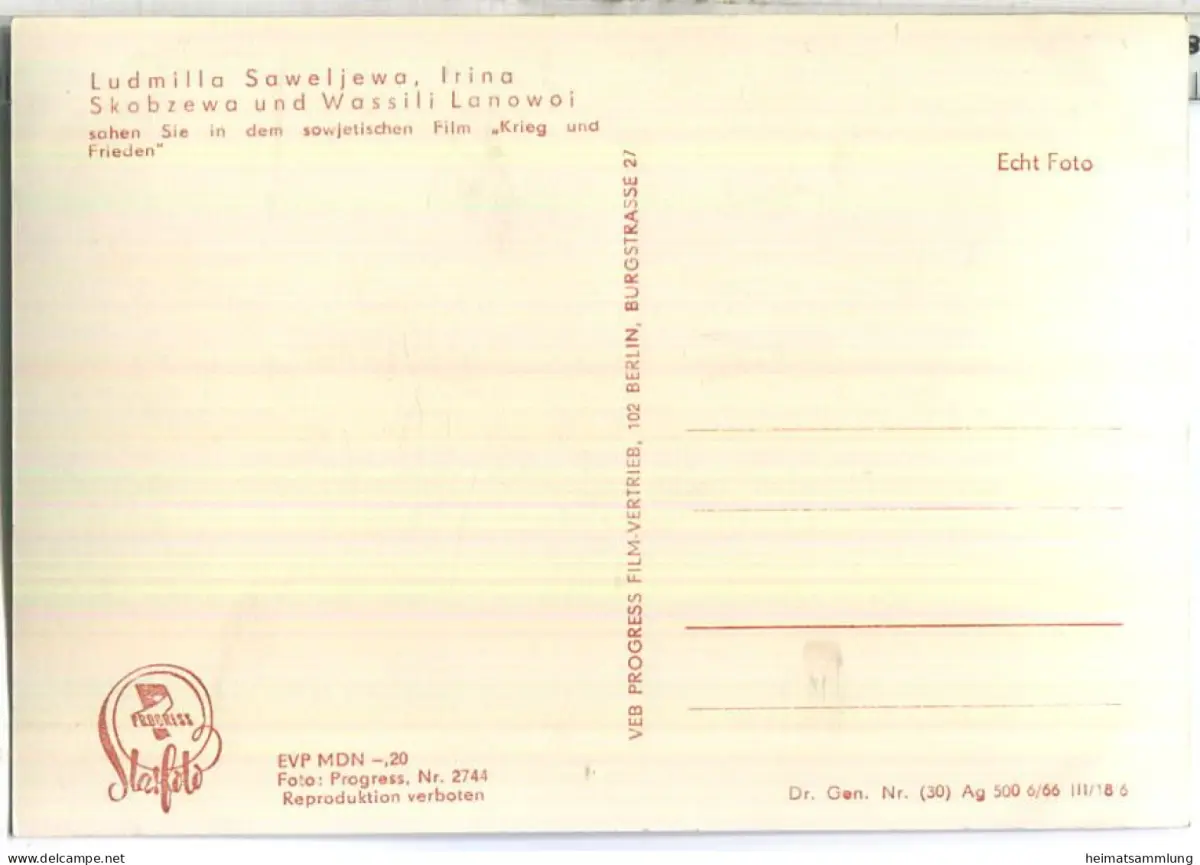 Ludmilla Saweljewa, Irina
Skobzewa und Wassili Lanowoi
sahen Sie in dem sowjetischen Film „Krieg und
Frieden"
Echt Foto
VEB PROGRESS FILM-VERTRIEB, 102 BERLIN, BURGSTRASSE 27
PROGRESS
Starfoto
EVP MDN –,20
Foto: Progress, Nr. 2744
Reproduktion verboten
Dr. Gen. Nr. (30) Ag 500 6/66 III/18 6
www.delcampe.net
heimatsammlung